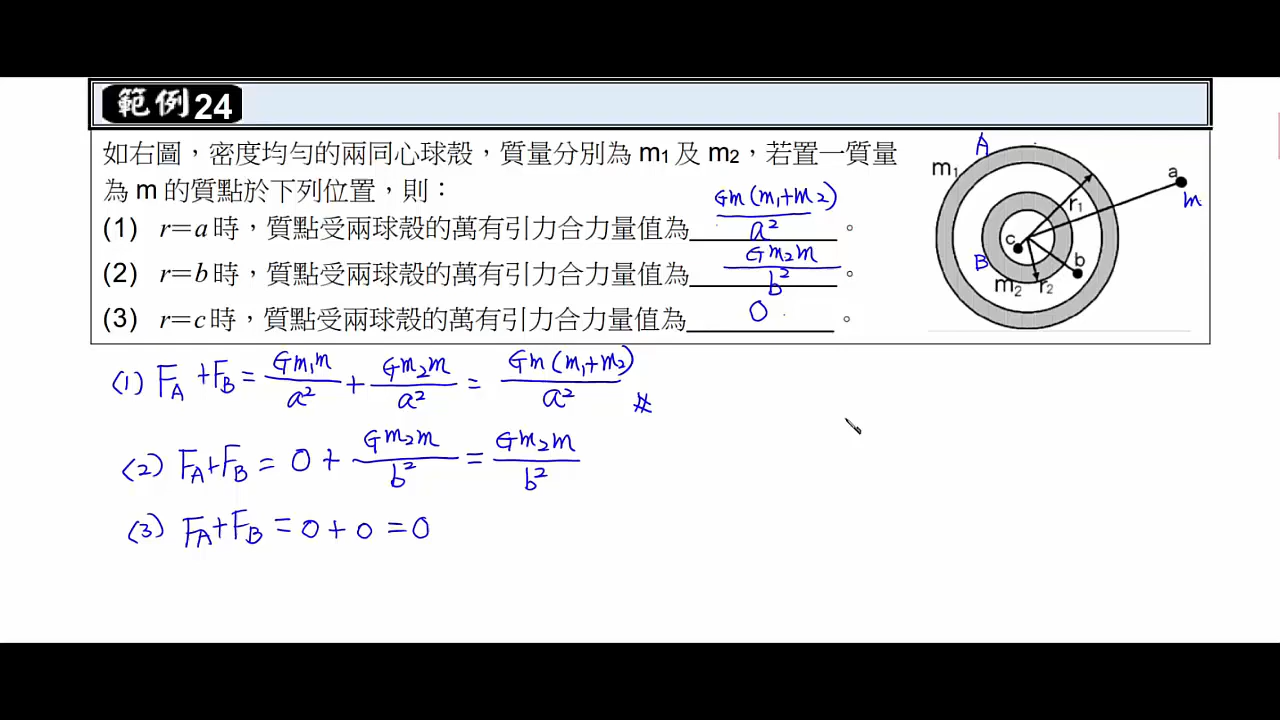 範例24
如右圖，密度均勻的兩同心球殼，質量分別為 m₁ 及 m₂，若置一質量
為 m 的質點於下列位置，則：
(1) r＝a 時，質點受兩球殼的萬有引力合力量值為 Gm(m₁+m₂)/a² 。
(2) r＝b 時，質點受兩球殼的萬有引力合力量值為 Gm₂m/b² 。
(3) r＝c 時，質點受兩球殼的萬有引力合力量值為 0 。
A
m₁
a
m
r₁
c
b
B
m₂
r₂
(1) F_A + F_B = Gm₁m/a² + Gm₂m/a² = Gm(m₁+m₂)/a² #
(2) F_A+F_B = 0 + Gm₂m/b² = Gm₂m/b²
(3) F_A+F_B = 0 + 0 = 0